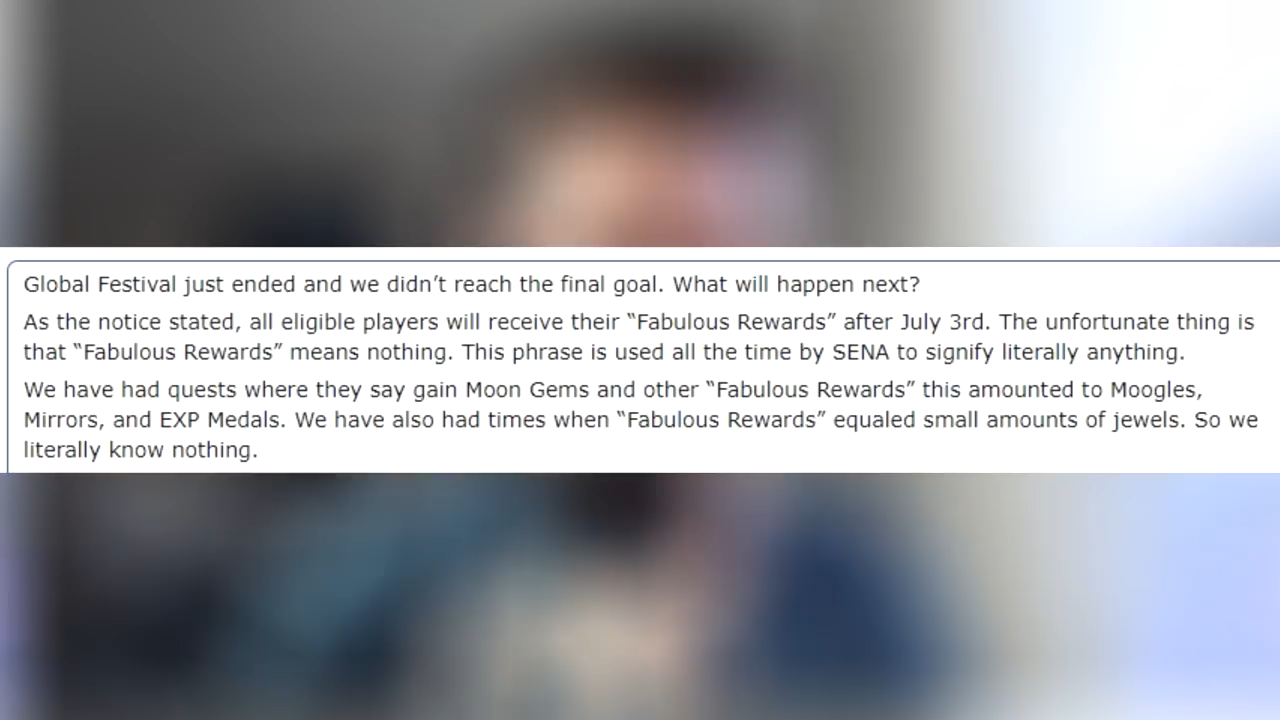 Global Festival just ended and we didn’t reach the final goal. What will happen next?
As the notice stated, all eligible players will receive their “Fabulous Rewards” after July 3rd. The unfortunate thing is
that “Fabulous Rewards” means nothing. This phrase is used all the time by SENA to signify literally anything.
We have had quests where they say gain Moon Gems and other “Fabulous Rewards” this amounted to Moogles,
Mirrors, and EXP Medals. We have also had times when “Fabulous Rewards” equaled small amounts of jewels. So we
literally know nothing.